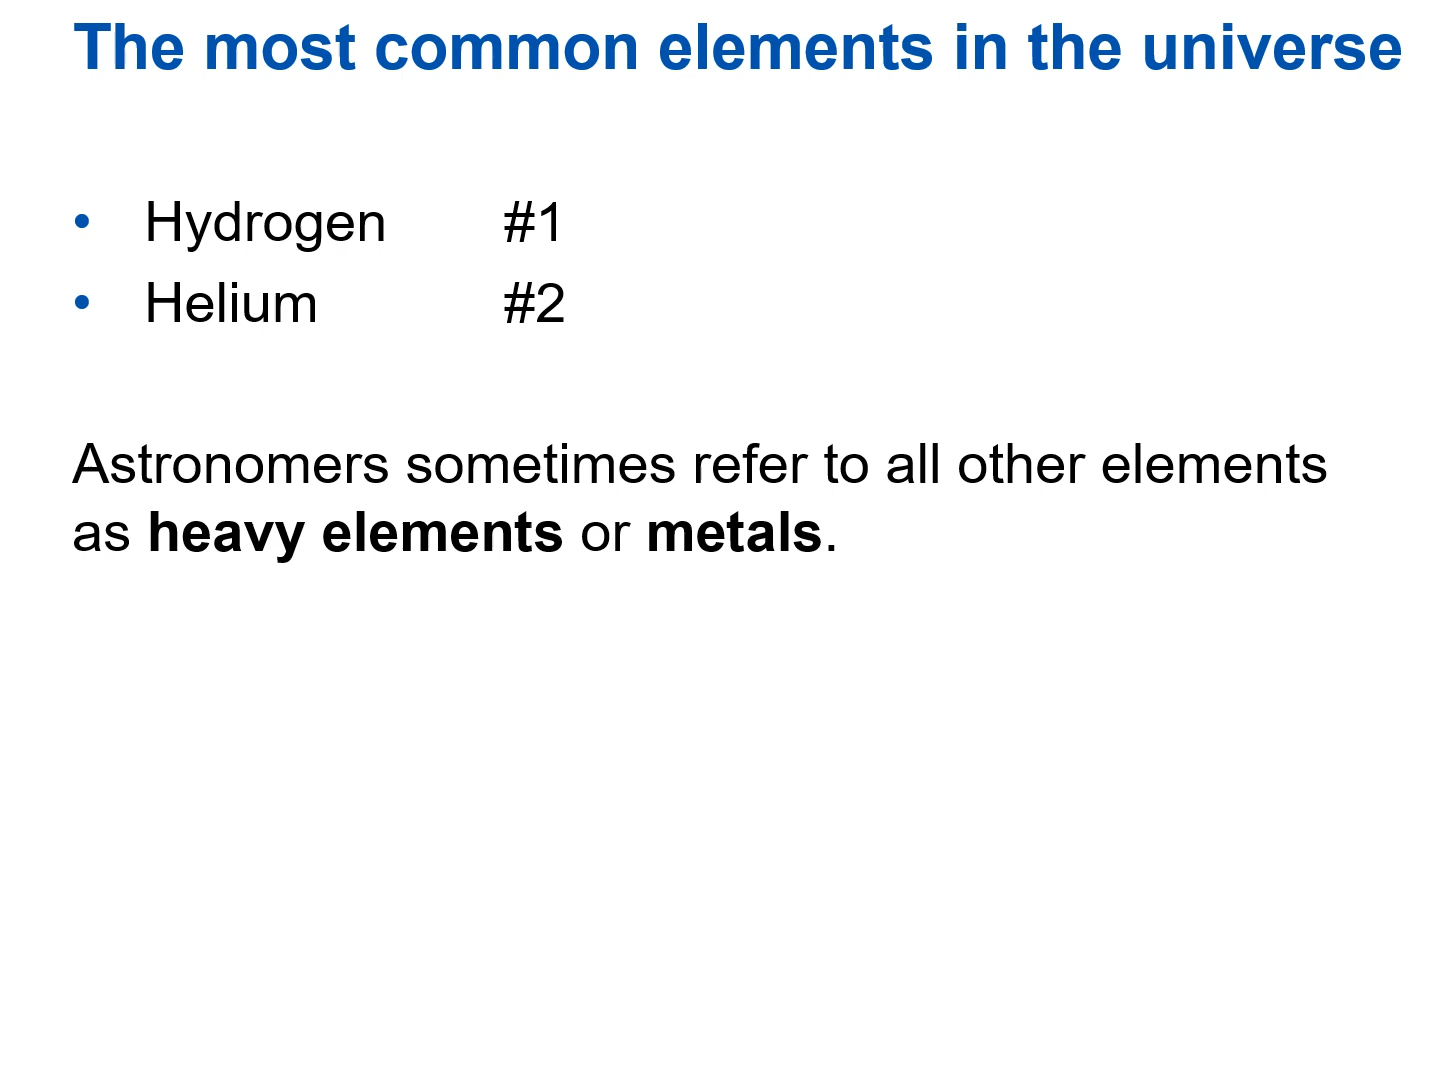 The most common elements in the universe
• Hydrogen #1
• Helium #2
Astronomers sometimes refer to all other elements
as heavy elements or metals.